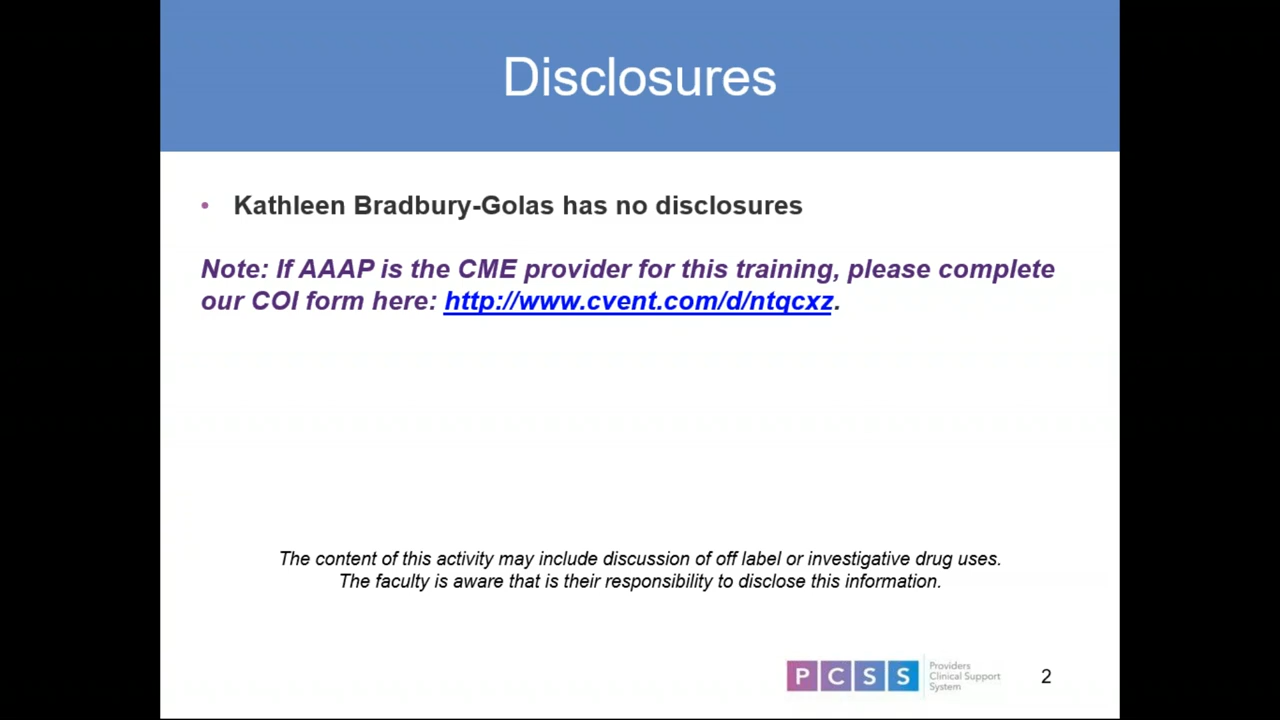 Disclosures
• Kathleen Bradbury-Golas has no disclosures
Note: If AAAP is the CME provider for this training, please complete
our COI form here: http://www.cvent.com/d/ntqcxz.
The content of this activity may include discussion of off label or investigative drug uses.
The faculty is aware that is their responsibility to disclose this information.
PCSS
Providers
Clinical Support
System
2